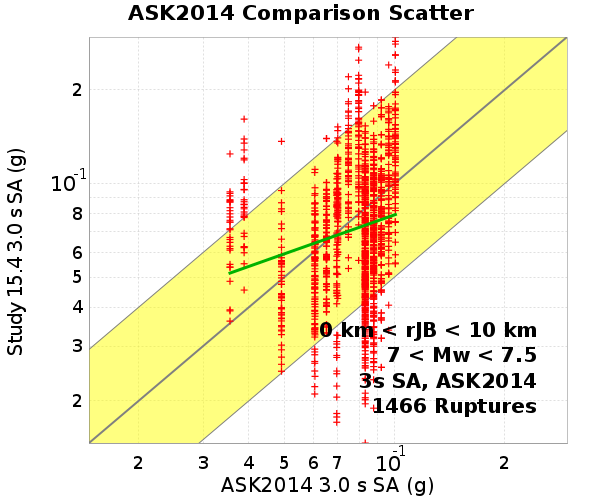 ASK2014 Comparison Scatter
Study 15.4 3.0 s SA (g)
2
10-1
8
6
5
4
3
2
0 km < rJB < 10 km
7 < Mw < 7.5
3s SA, ASK2014
1466 Ruptures
2 3 4 5 6 7 10-1 2
ASK2014 3.0 s SA (g)